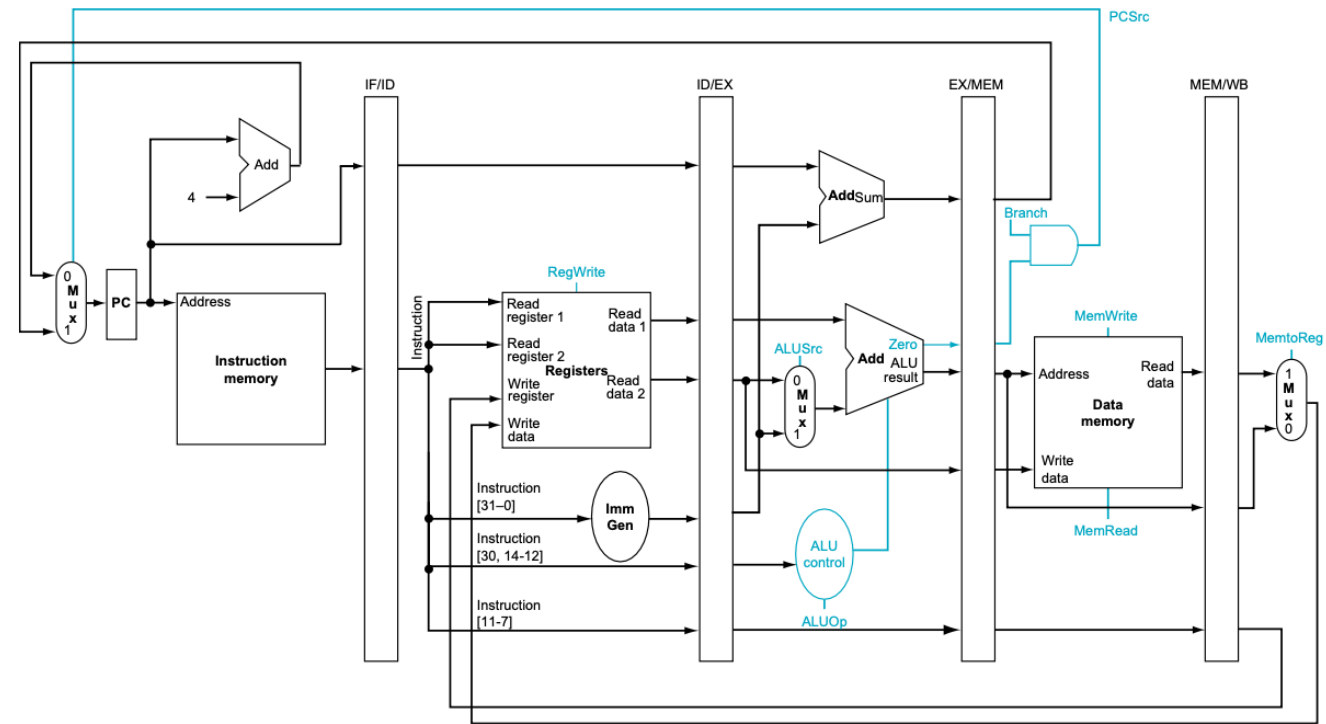 PCSrc
IF/ID
ID/EX
EX/MEM
MEM/WB
Add
4
Add Sum
Branch
0
M
u
x
1
PC
Address
Instruction
memory
Instruction
RegWrite
Read
register 1
Read
register 2
Write
register
Write
data
Registers
Read
data 1
Read
data 2
ALUSrc
0
M
u
x
1
Add
Zero
ALU
result
MemWrite
Address
Read
data
Data
memory
Write
data
MemRead
MemtoReg
1
M
u
x
0
Instruction
[31–0]
Imm
Gen
Instruction
[30, 14-12]
ALU
control
Instruction
[11-7]
ALUOp